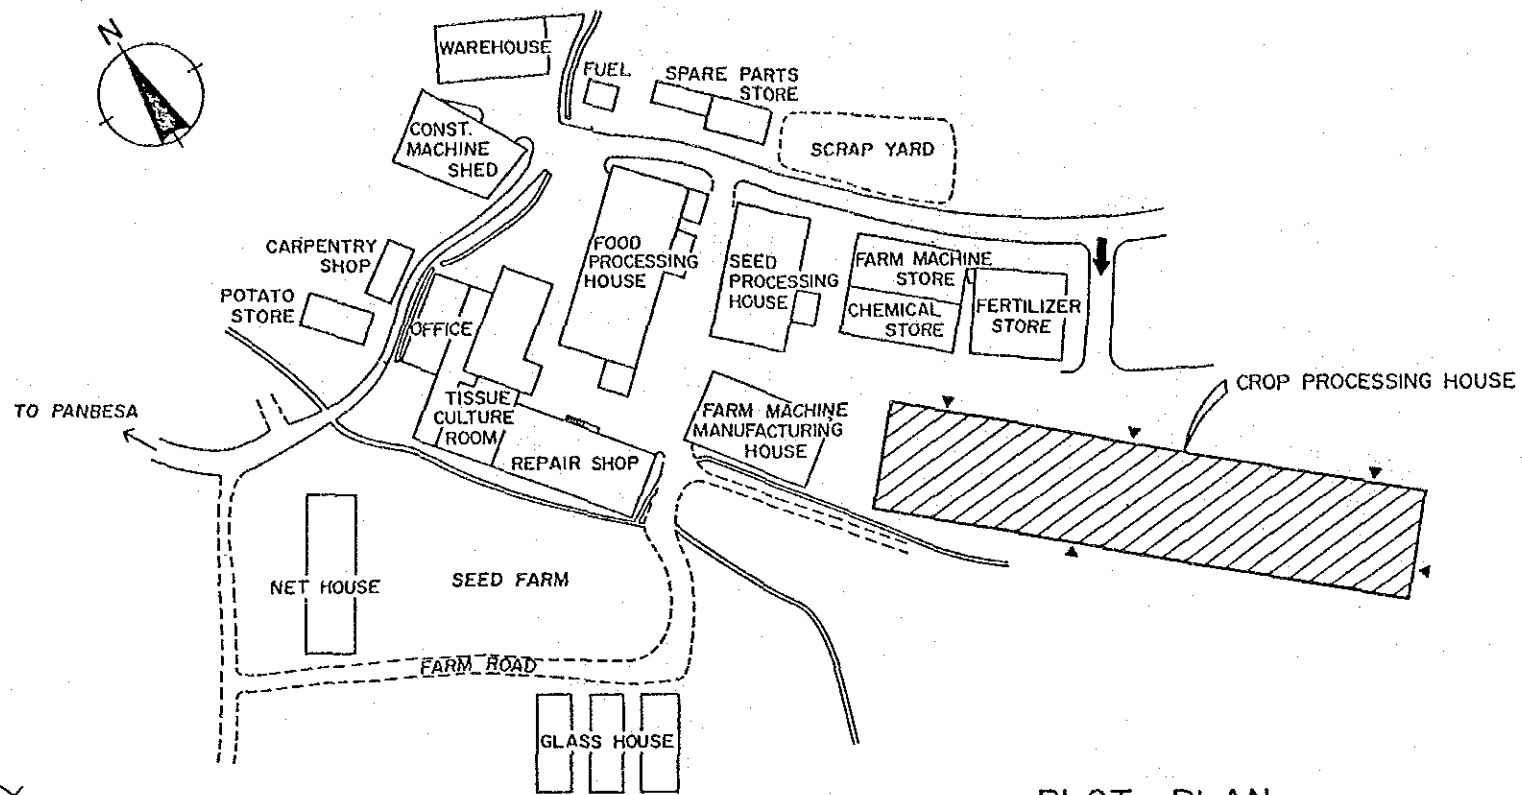 N
WAREHOUSE
FUEL
SPARE PARTS
STORE
CONST.
MACHINE
SHED
SCRAP YARD
CARPENTRY
SHOP
FOOD
PROCESSING
HOUSE
SEED
PROCESSING
HOUSE
FARM MACHINE
STORE
CHEMICAL
STORE
FERTILIZER
STORE
POTATO
STORE
OFFICE
CROP PROCESSING HOUSE
TO PANBESA
TISSUE
CULTURE
ROOM
FARM MACHINE
MANUFACTURING
HOUSE
REPAIR SHOP
NET HOUSE
SEED FARM
FARM ROAD
GLASS HOUSE
PLOT PLAN